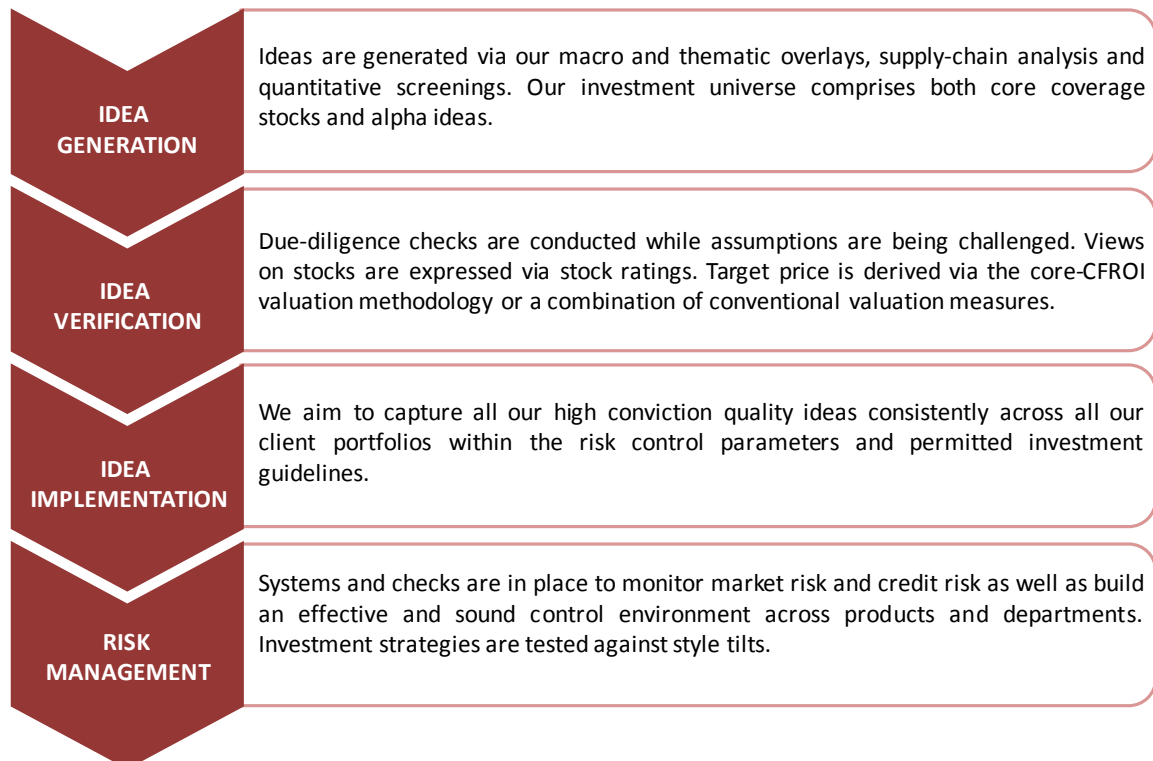 IDEA
GENERATION
Ideas are generated via our macro and thematic overlays, supply-chain analysis and
quantitative screenings. Our investment universe comprises both core coverage
stocks and alpha ideas.
IDEA
VERIFICATION
Due-diligence checks are conducted while assumptions are being challenged. Views
on stocks are expressed via stock ratings. Target price is derived via the core-CFROI
valuation methodology or a combination of conventional valuation measures.
IDEA
IMPLEMENTATION
We aim to capture all our high conviction quality ideas consistently across all our
client portfolios within the risk control parameters and permitted investment
guidelines.
RISK
MANAGEMENT
Systems and checks are in place to monitor market risk and credit risk as well as build
an effective and sound control environment across products and departments.
Investment strategies are tested against style tilts.